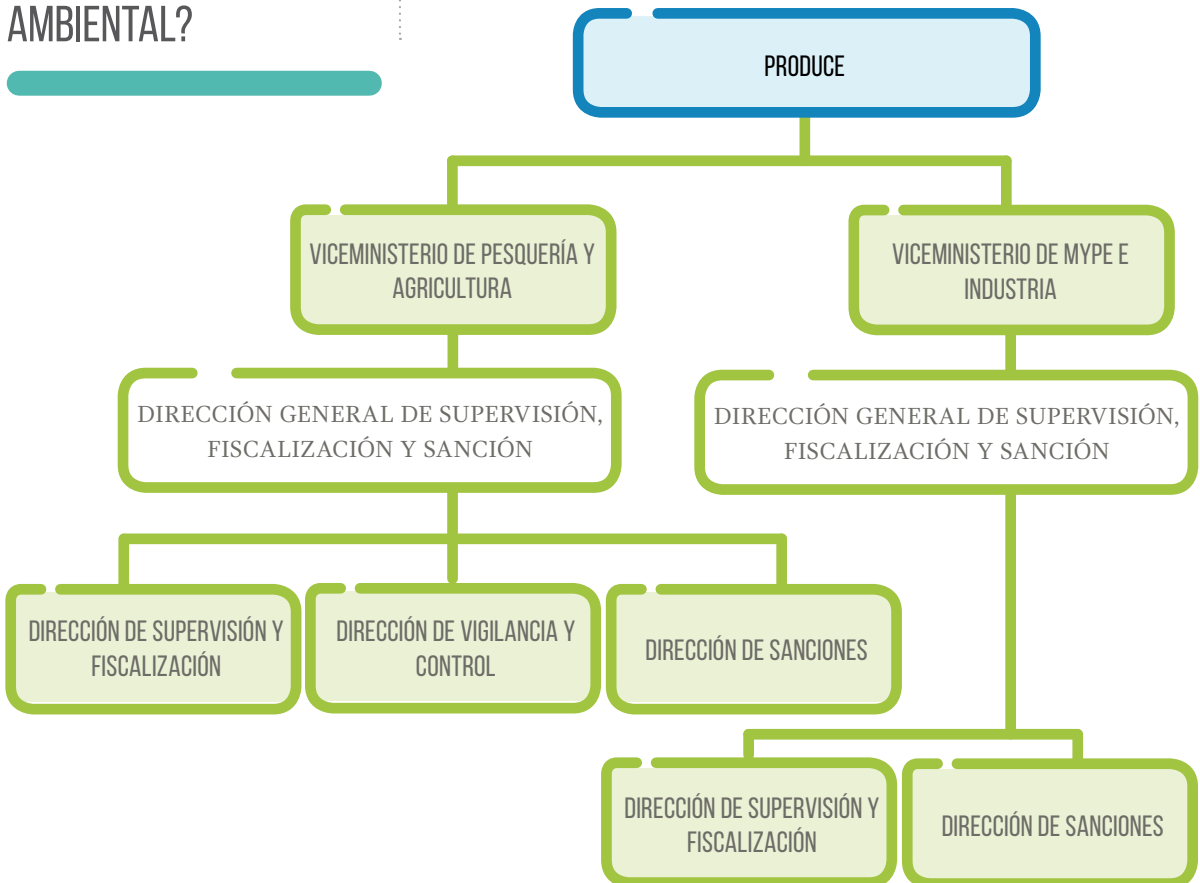 AMBIENTAL?
PRODUCE
VICEMINISTERIO DE PESQUERÍA Y
AGRICULTURA
VICEMINISTERIO DE MYPE E
INDUSTRIA
DIRECCIÓN GENERAL DE SUPERVISIÓN,
FISCALIZACIÓN Y SANCIÓN
DIRECCIÓN GENERAL DE SUPERVISIÓN,
FISCALIZACIÓN Y SANCIÓN
DIRECCIÓN DE SUPERVISIÓN Y
FISCALIZACIÓN
DIRECCIÓN DE VIGILANCIA Y
CONTROL
DIRECCIÓN DE SANCIONES
DIRECCIÓN DE SUPERVISIÓN Y
FISCALIZACIÓN
DIRECCIÓN DE SANCIONES